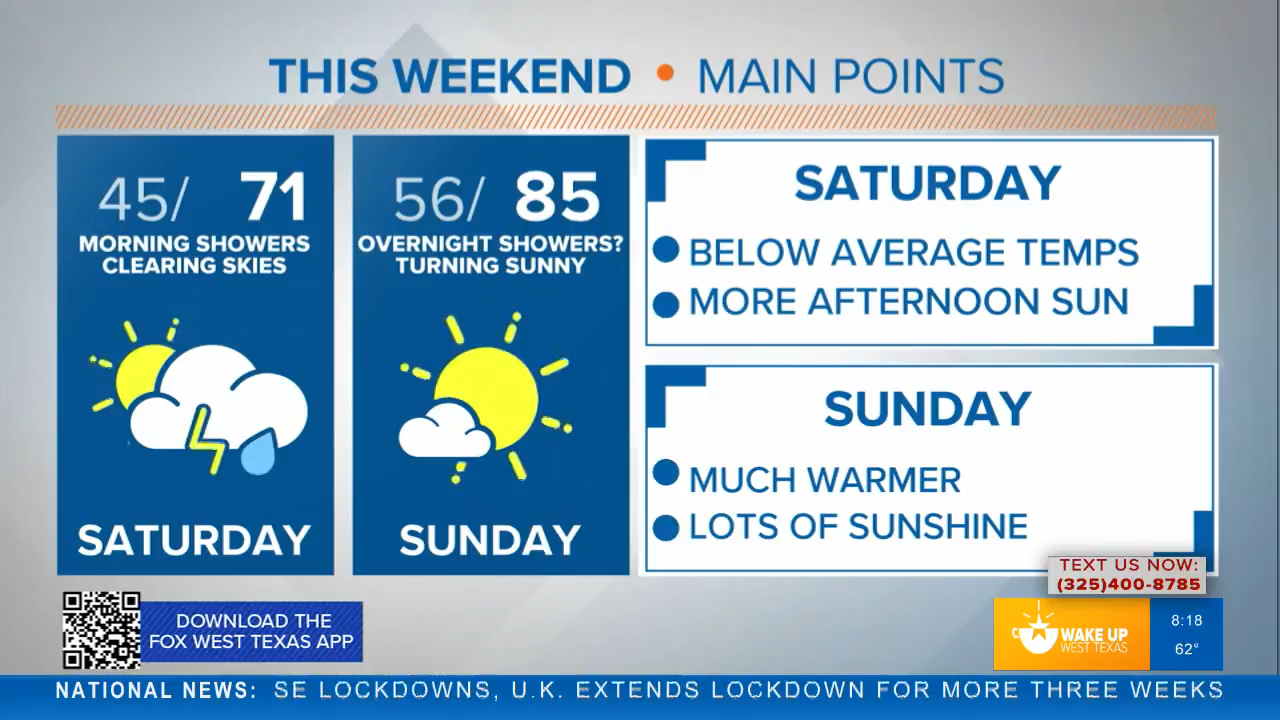 THIS WEEKEND • MAIN POINTS
45/ 71
MORNING SHOWERS
CLEARING SKIES
SATURDAY
56/ 85
OVERNIGHT SHOWERS?
TURNING SUNNY
SUNDAY
SATURDAY
BELOW AVERAGE TEMPS
MORE AFTERNOON SUN
SUNDAY
MUCH WARMER
LOTS OF SUNSHINE
TEXT US NOW:
(325)400-8785
DOWNLOAD THE
FOX WEST TEXAS APP
WAKE UP
WEST TEXAS
8:18
62°
NATIONAL NEWS: SE LOCKDOWNS, U.K. EXTENDS LOCKDOWN FOR MORE THREE WEEKS